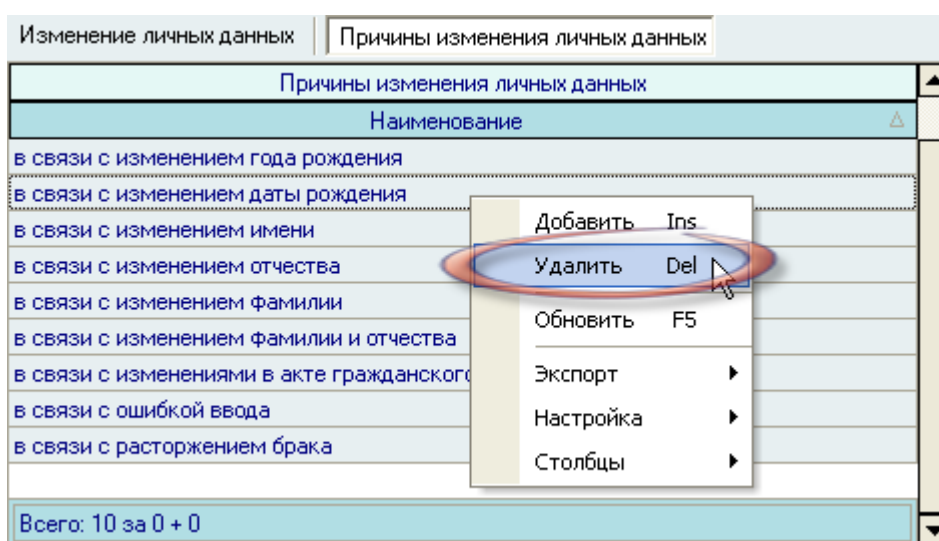 Изменение личных данных
Причины изменения личных данных
Причины изменения личных данных
Наименование
в связи с изменением года рождения
в связи с изменением даты рождения
в связи с изменением имени
в связи с изменением отчества
в связи с изменением фамилии
в связи с изменением фамилии и отчества
в связи с изменениями в акте гражданского
в связи с ошибкой ввода
в связи с расторжением брака
Добавить Ins
Удалить Del
Обновить F5
Экспорт
Настройка
Столбцы
Всего: 10 за 0 + 0